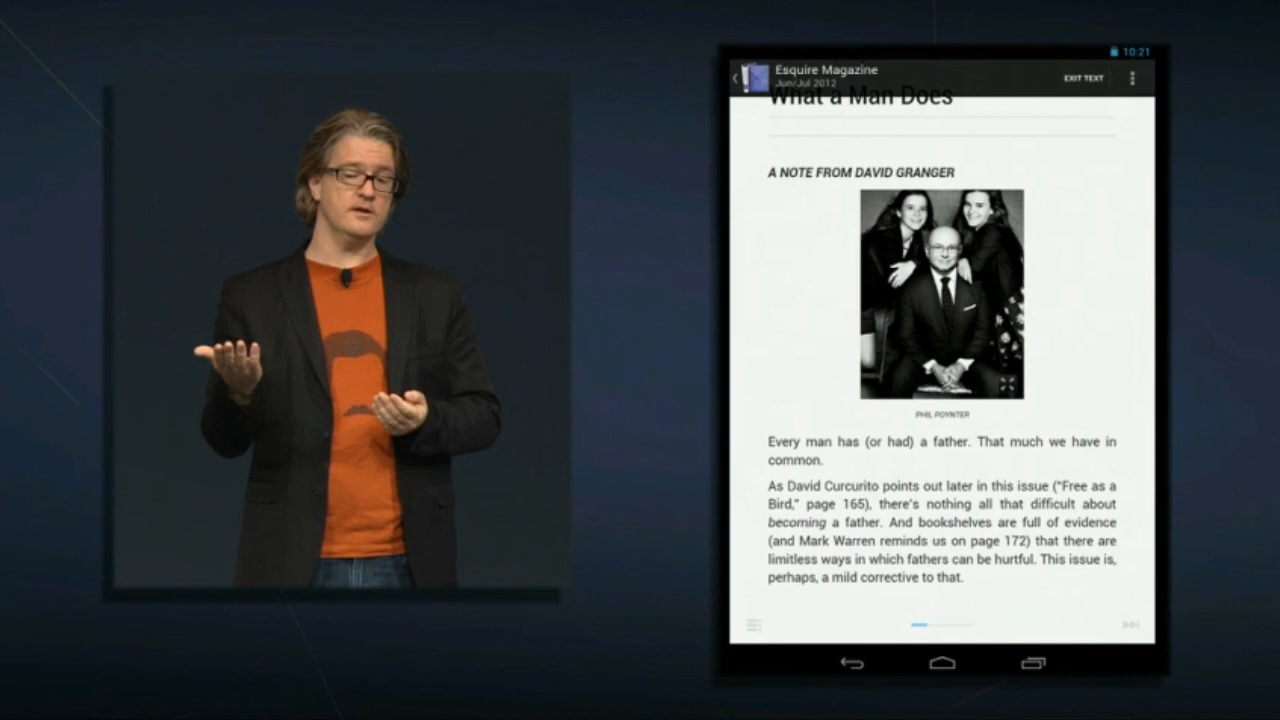 10:21
Esquire Magazine
Jun/Jul 2012
EXIT TEXT
What a Man Does
A NOTE FROM DAVID GRANGER
PHIL POYNTER
Every man has (or had) a father. That much we have in
common.
As David Curcurito points out later in this issue ("Free as a
Bird," page 165), there's nothing all that difficult about
becoming a father. And bookshelves are full of evidence
(and Mark Warren reminds us on page 172) that there are
limitless ways in which fathers can be hurtful. This issue is,
perhaps, a mild corrective to that.